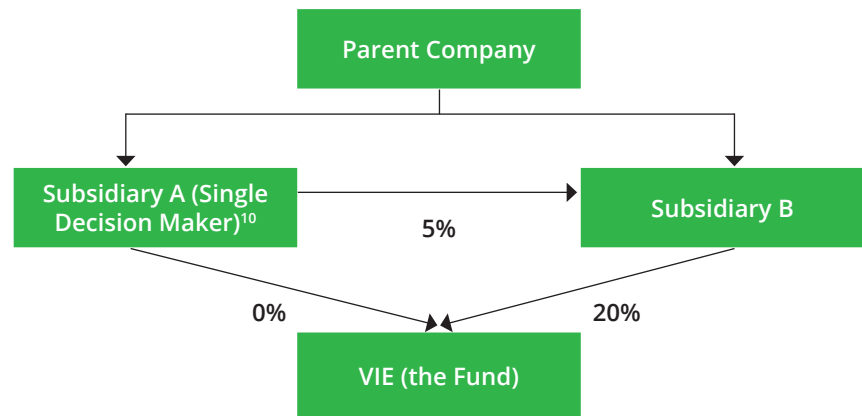 Parent Company
Subsidiary A (Single
Decision Maker)¹⁰
Subsidiary B
5%
0%
20%
VIE (the Fund)